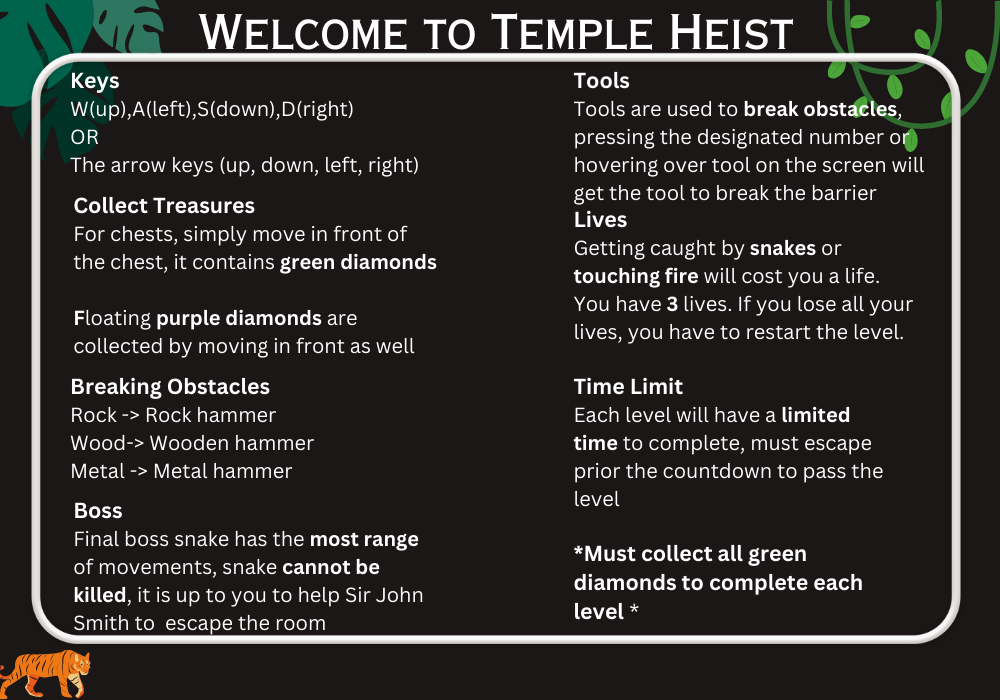 Welcome to Temple Heist
Keys
W(up),A(left),S(down),D(right)
OR
The arrow keys (up, down, left, right)
Collect Treasures
For chests, simply move in front of
the chest, it contains green diamonds
Floating purple diamonds are
collected by moving in front as well
Breaking Obstacles
Rock -> Rock hammer
Wood-> Wooden hammer
Metal -> Metal hammer
Boss
Final boss snake has the most range
of movements, snake cannot be
killed, it is up to you to help Sir John
Smith to escape the room
Tools
Tools are used to break obstacles,
pressing the designated number or
hovering over tool on the screen will
get the tool to break the barrier
Lives
Getting caught by snakes or
touching fire will cost you a life.
You have 3 lives. If you lose all your
lives, you have to restart the level.
Time Limit
Each level will have a limited
time to complete, must escape
prior the countdown to pass the
level
*Must collect all green
diamonds to complete each
level *